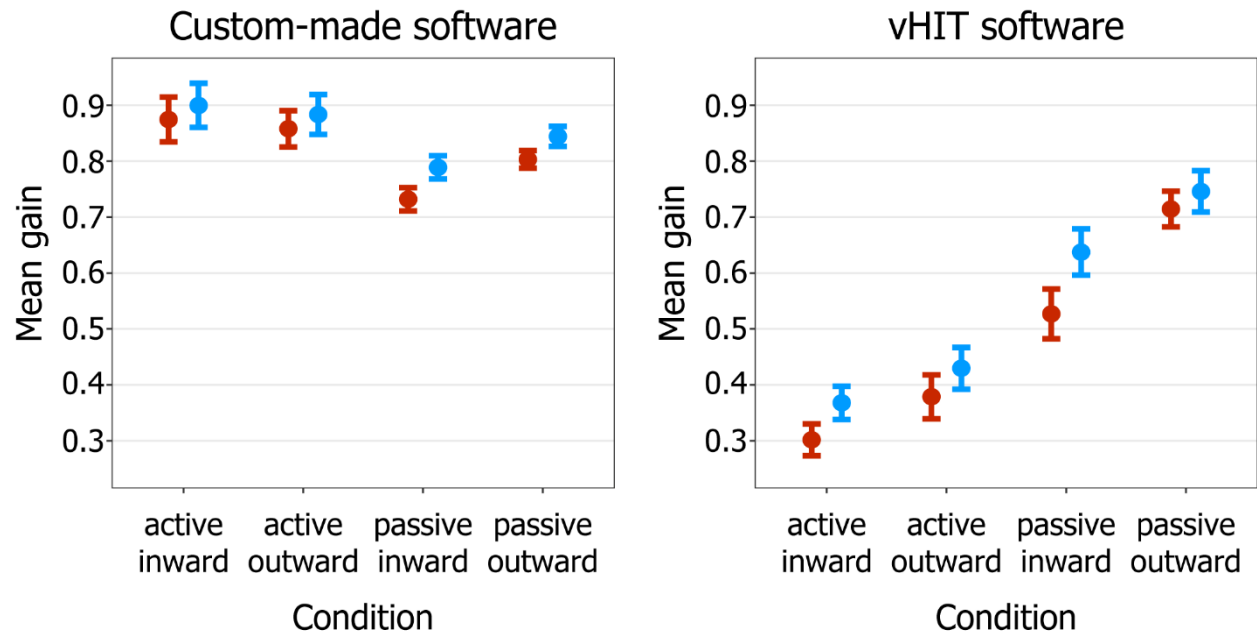 Custom-made software
Mean gain
0.9
0.8
0.7
0.6
0.5
0.4
0.3
active inward
active outward
passive inward
passive outward
Condition
vHIT software
Mean gain
0.9
0.8
0.7
0.6
0.5
0.4
0.3
active inward
active outward
passive inward
passive outward
Condition